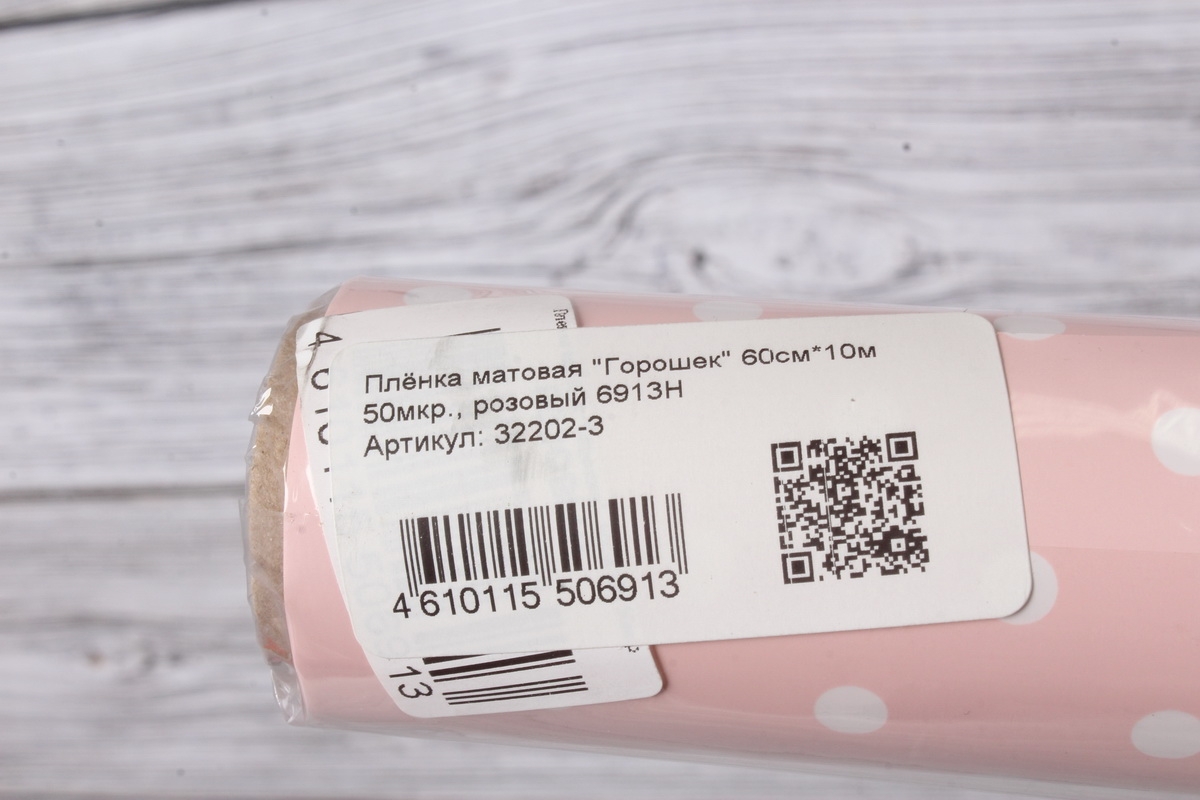 Плёнка матовая "Горошек" 60см*10м
50мкр., розовый 6913Н
Артикул: 32202-3
4 610115 506913
13